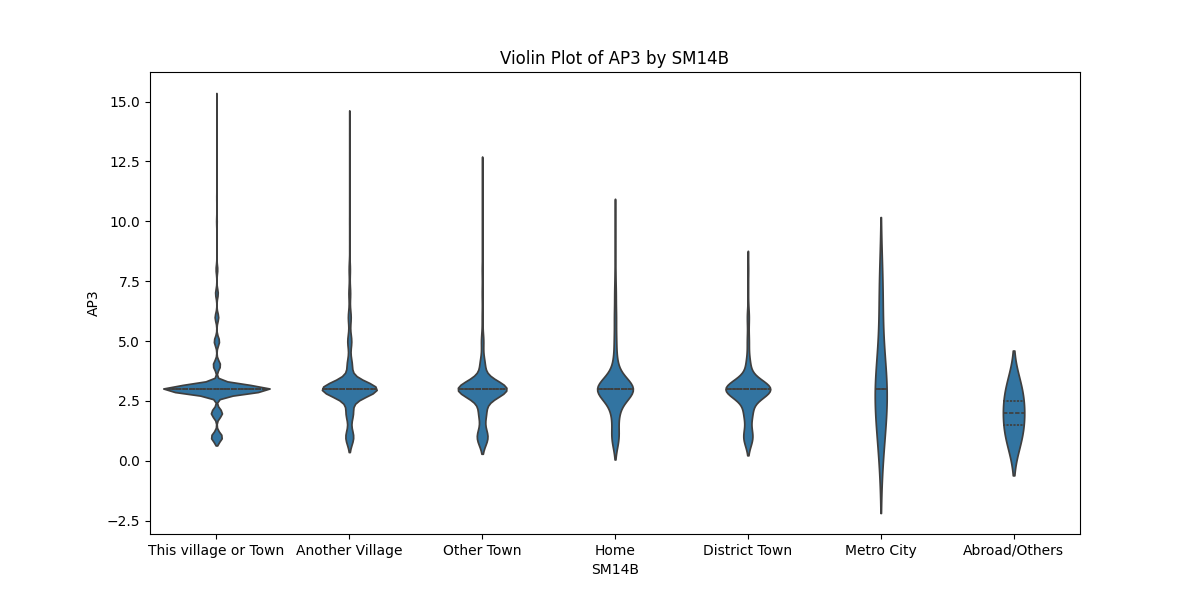 Violin Plot of AP3 by SM14B
15.0
12.5
10.0
7.5
5.0
2.5
0.0
−2.5
AP3
This village or Town Another Village Other Town Home District Town Metro City Abroad/Others
SM14B